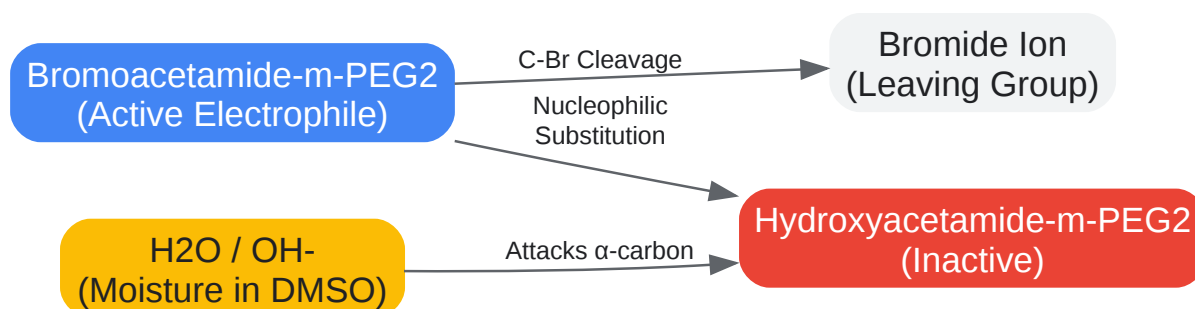 Bromoacetamide-m-PEG2
(Active Electrophile)
C-Br Cleavage
Bromide Ion
(Leaving Group)
Nucleophilic
Substitution
Hydroxyacetamide-m-PEG2
(Inactive)
H2O / OH-
(Moisture in DMSO)
Attacks α-carbon